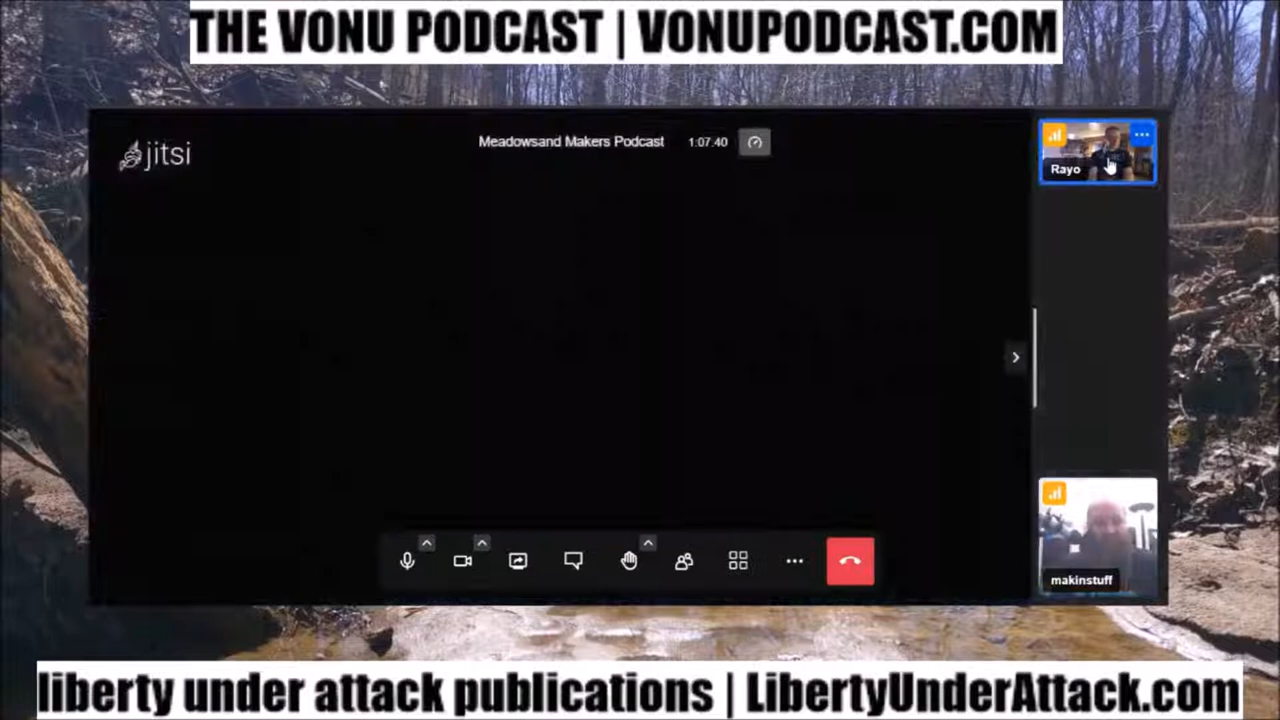 THE VONU PODCAST | VONUPODCAST.COM
jitsi
Meadowsand Makers Podcast 1:07:40
Rayo
makinstuff
liberty under attack publications | LibertyUnderAttack.com